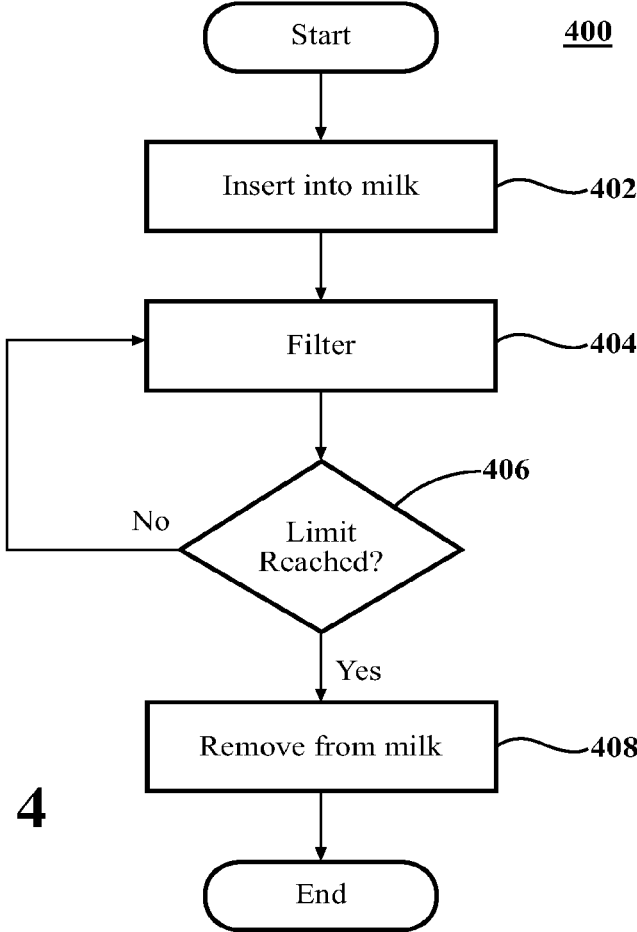 Start
400
Insert into milk
402
Filter
404
406
No
Limit
Reached?
Yes
Remove from milk
408
4
End